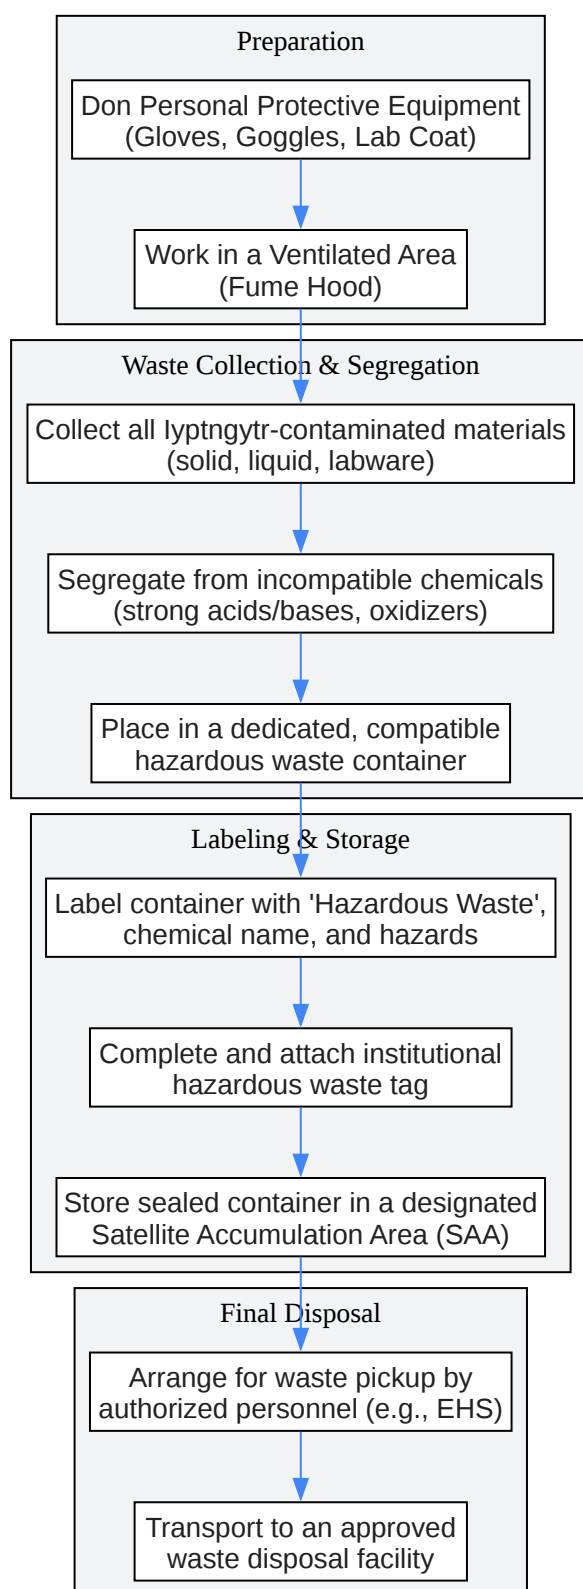 Preparation
Don Personal Protective Equipment
(Gloves, Goggles, Lab Coat)
Work in a Ventilated Area
(Fume Hood)
Waste Collection & Segregation
Collect all Iyptngytr-contaminated materials
(solid, liquid, labware)
Segregate from incompatible chemicals
(strong acids/bases, oxidizers)
Place in a dedicated, compatible
hazardous waste container
Labeling & Storage
Label container with 'Hazardous Waste',
chemical name, and hazards
Complete and attach institutional
hazardous waste tag
Store sealed container in a designated
Satellite Accumulation Area (SAA)
Final Disposal
Arrange for waste pickup by
authorized personnel (e.g., EHS)
Transport to an approved
waste disposal facility